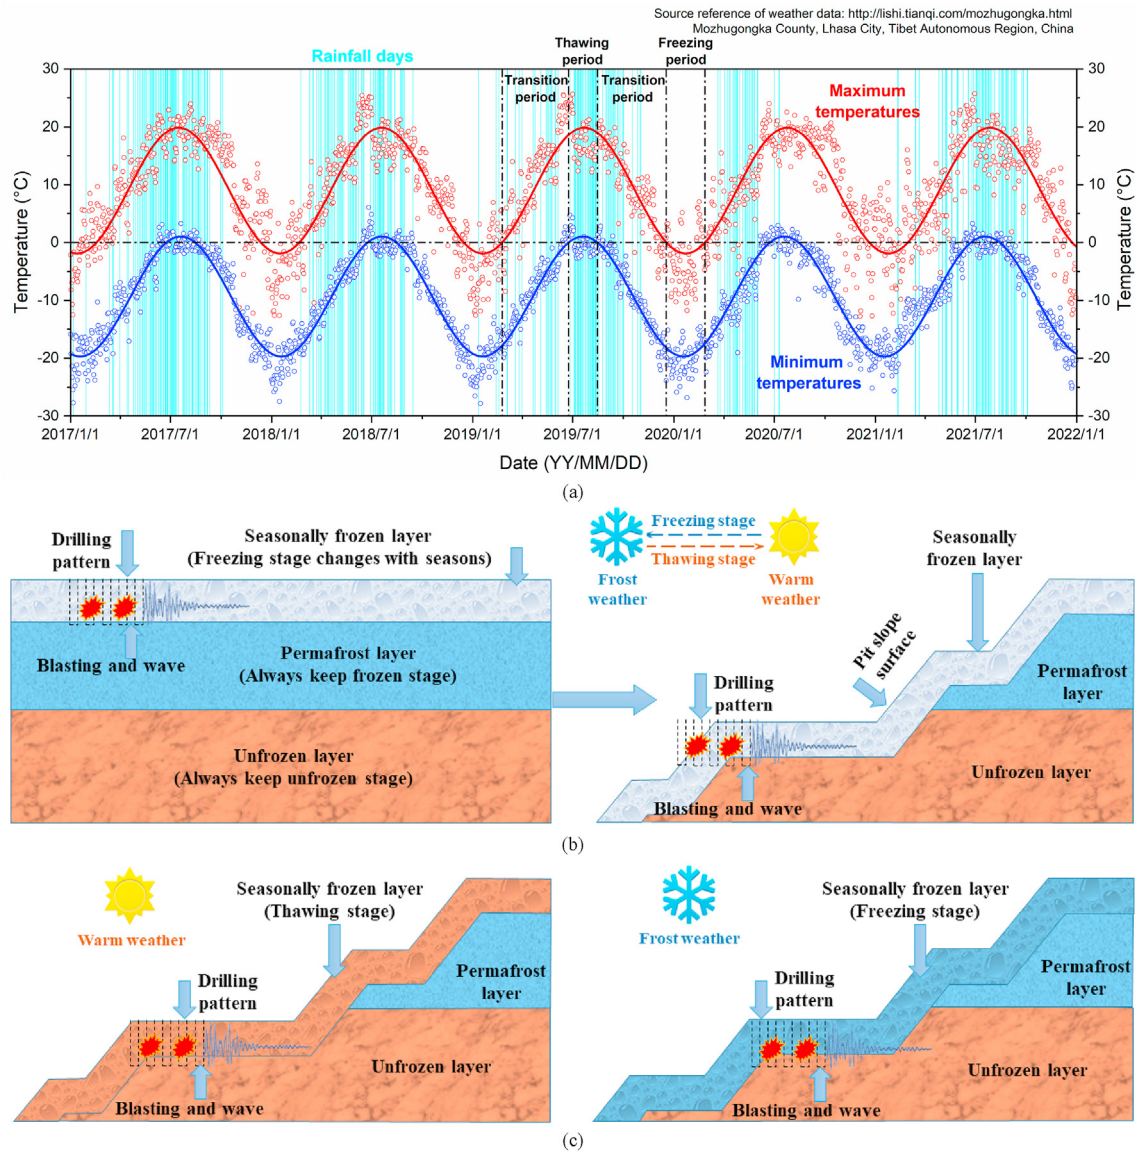 Source reference of weather data: http://lishi.tianqi.com/mozhugongka.html
Mozhugongka County, Lhasa City, Tibet Autonomous Region, China
Rainfall days
Thawing
period
Freezing
period
Transition
period
Transition
period
Maximum
temperatures
Minimum
temperatures
30
20
10
0
-10
-20
-30
Temperature (°C)
30
20
10
0
-10
-20
-30
Temperature (°C)
2017/1/1
2017/7/1
2018/1/1
2018/7/1
2019/1/1
2019/7/1
2020/1/1
2020/7/1
2021/1/1
2021/7/1
2022/1/1
Date (YY/MM/DD)
(a)
Drilling
pattern
Seasonally frozen layer
(Freezing stage changes with seasons)
Blasting and wave
Permafrost layer
(Always keep frozen stage)
Unfrozen layer
(Always keep unfrozen stage)
Freezing stage
Thawing stage
Frost
weather
Warm
weather
Seasonally
frozen layer
Pit slope
surface
Drilling
pattern
Permafrost
layer
Unfrozen layer
Blasting and wave
(b)
Warm weather
Seasonally frozen layer
(Thawing stage)
Drilling
pattern
Permafrost
layer
Unfrozen layer
Blasting and wave
Frost weather
Seasonally frozen layer
(Freezing stage)
Drilling
pattern
Permafrost
layer
Unfrozen layer
Blasting and wave
(c)